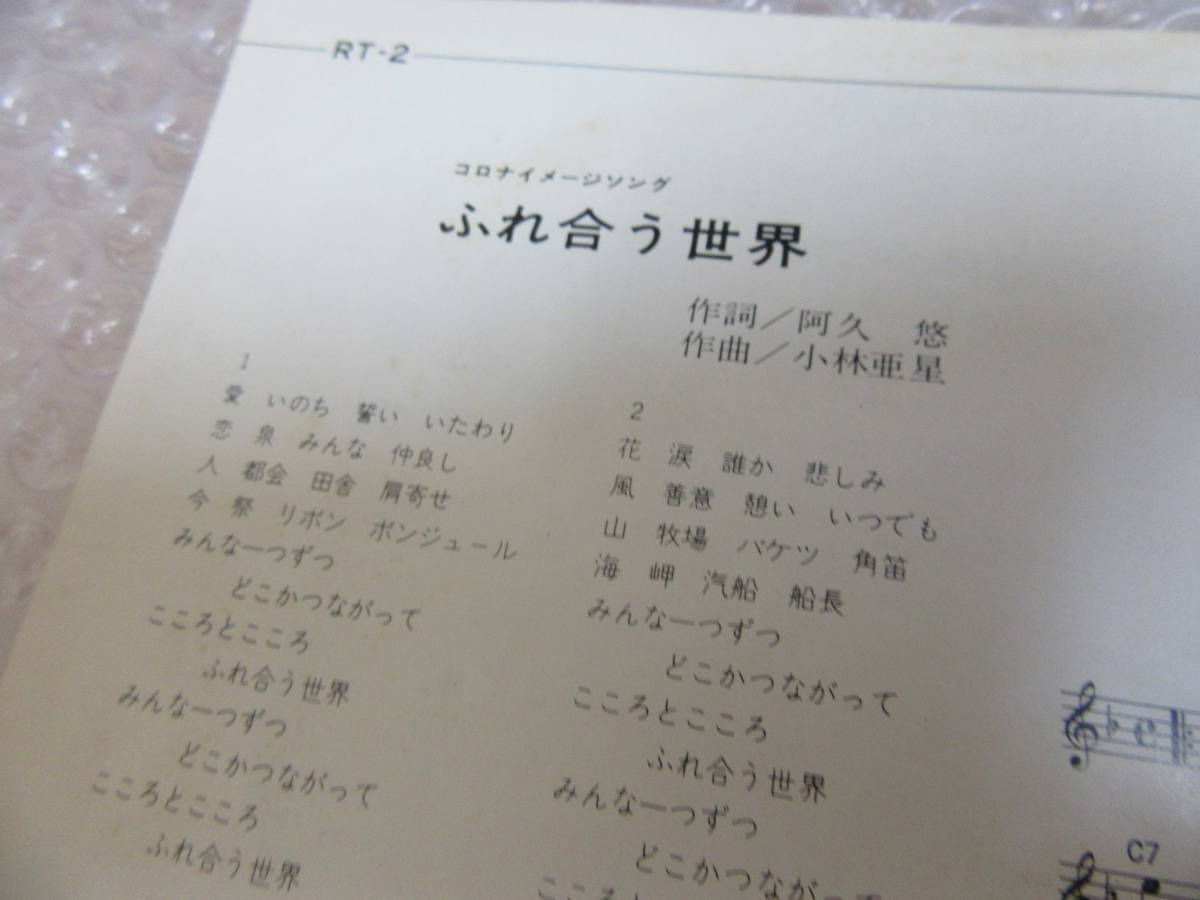 RT-2
コロナイメージソング
ふれ合う世界
作詞／阿久 悠
作曲／小林亜星
1
愛 いのち 誓い いたわり
恋 泉 みんな 仲良し
人 都会 田舎 肩寄せ
今 祭 リボン ボンジュール
みんな一つずつ
どこかつながって
こころとこころ
ふれ合う世界
みんな一つずつ
どこかつながって
こころとこころ
ふれ合う世界
2
花 涙 誰か 悲しみ
風 善意 憩い いつでも
山 牧場 バケツ 角笛
海 岬 汽船 船長
みんな一つずつ
どこかつながって
こころとこころ
ふれ合う世界
みんな一つずつ
どこかつながって
C7